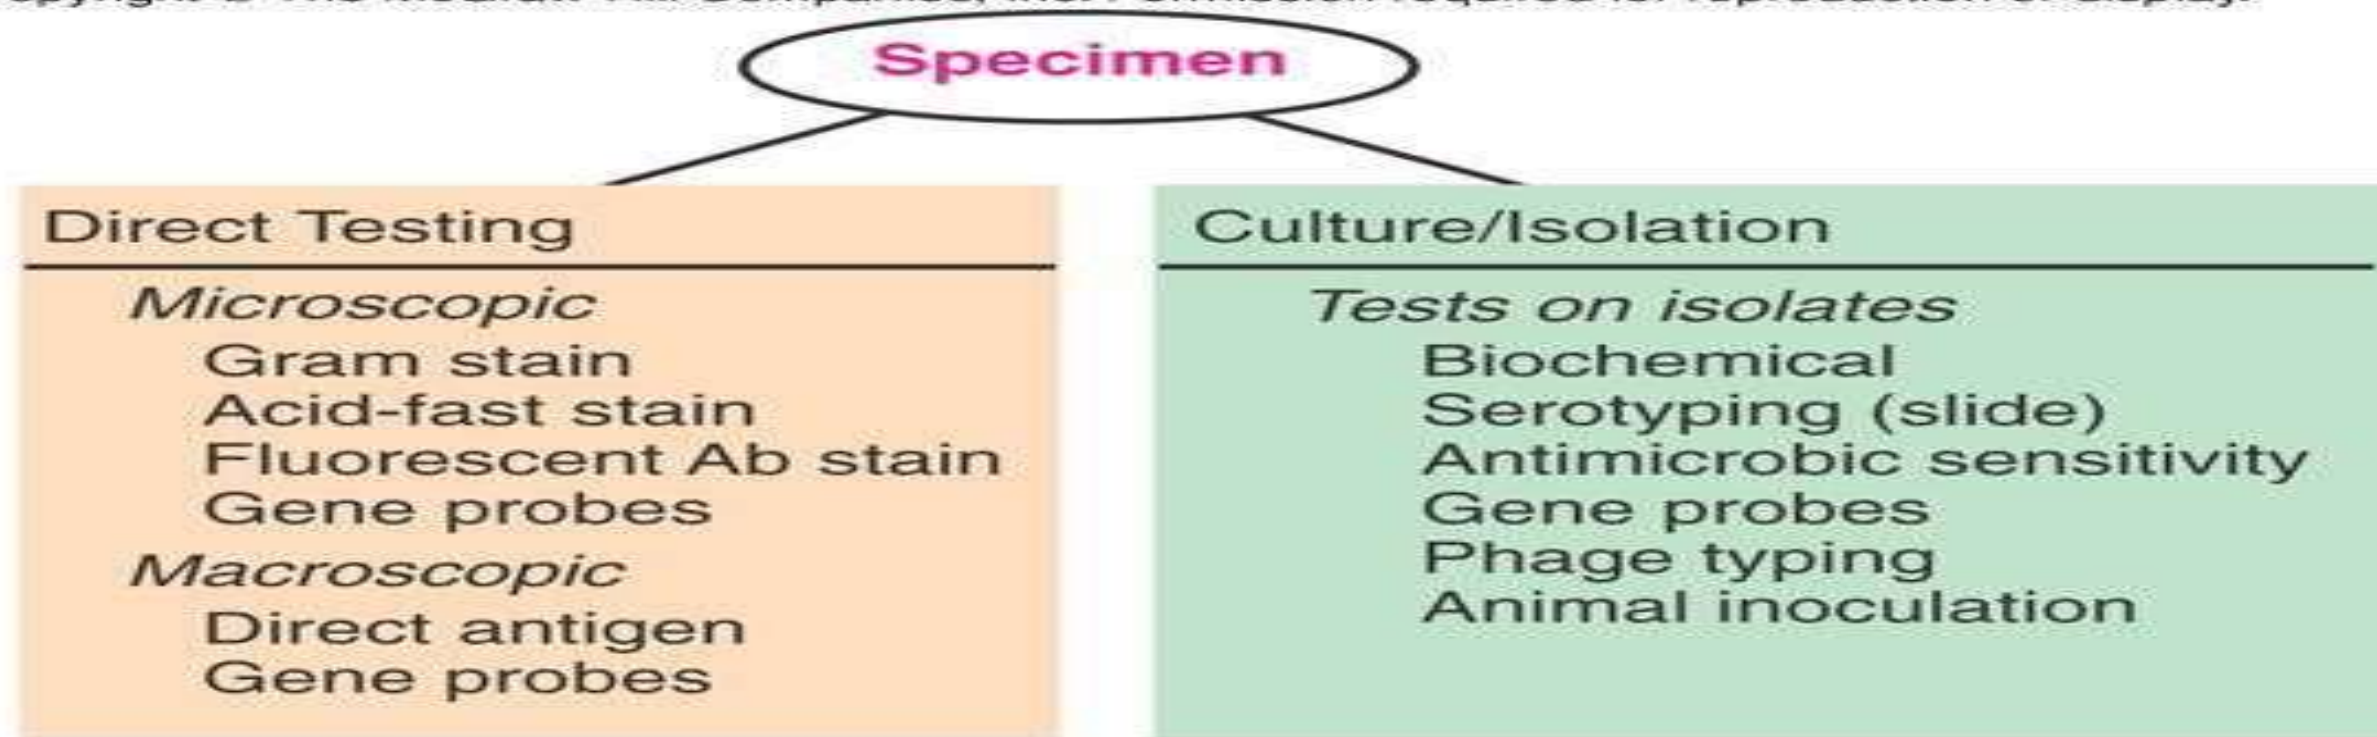 Specimen
Direct Testing
Microscopic
Gram stain
Acid-fast stain
Fluorescent Ab stain
Gene probes
Macroscopic
Direct antigen
Gene probes
Culture/Isolation
Tests on isolates
Biochemical
Serotyping (slide)
Antimicrobic sensitivity
Gene probes
Phage typing
Animal inoculation